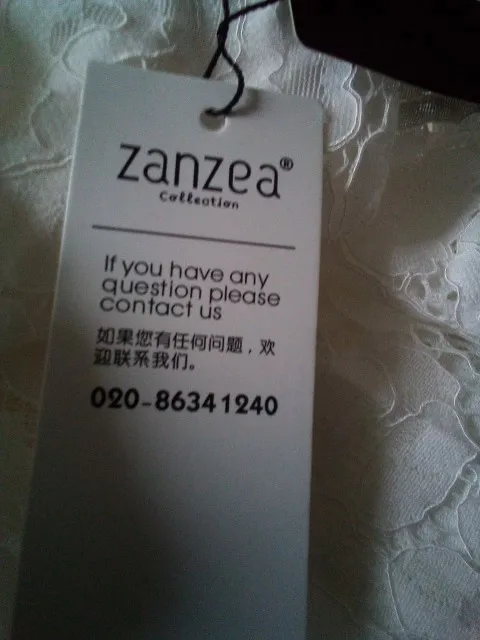 zanzea®
Collection
If you have any
question please
contact us
如果您有任何问题，欢
迎联系我们。
020-86341240